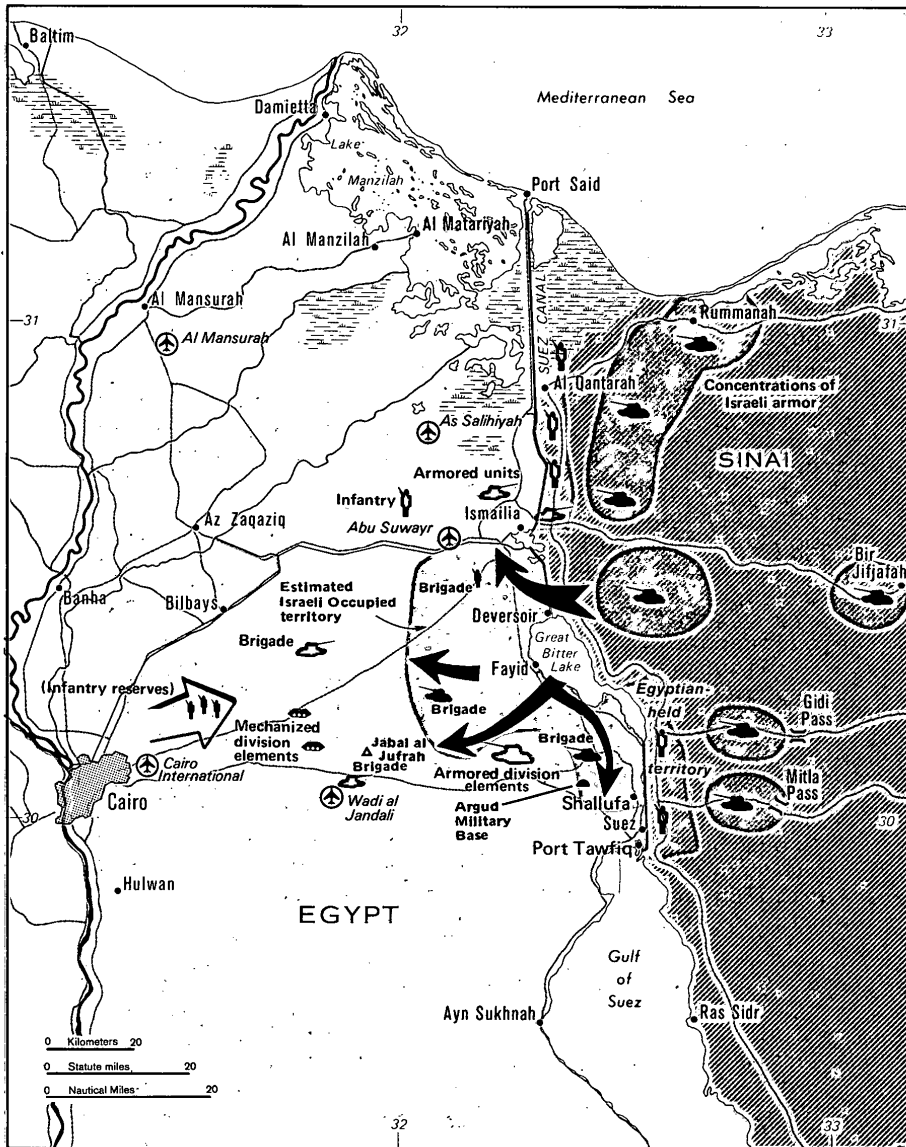 32
33
Baltim
Mediterranean Sea
Damietta
Lake
Manzilah
Port Said
Al Matariyah
Al Manzilah
SUEZ CANAL
Al Mansurah
31
Rummanah
31
Al Mansurah
Al Qantarah
Concentrations of
Israeli armor
As Salihiyah
SINAI
Armored units
Infantry
Ismailia
Az Zaqaziq
Abu Suwayr
Bir
Jifjafah
Banha
Estimated
Israeli Occupied
territory
Brigade
Bilbays
Deversoir
Brigade
Great
Bitter
Lake
Fayid
(Infantry reserves)
Egyptian-
held
territory
Gidi
Pass
Brigade
Mechanized
division
elements
Jabal al
Jufrah
Brigade
Brigade
Cairo
International
Armored division
elements
Mitla
Pass
Cairo
Wadi al
Jandali
Argud
Military
Base
Shallufa
30
30
Suez
Port Tawfiq
Hulwan
EGYPT
Gulf
of
Suez
Ayn Sukhnah
Ras Sidr
0 Kilometers 20
0 Statute miles 20
0 Nautical Miles 20
32
33